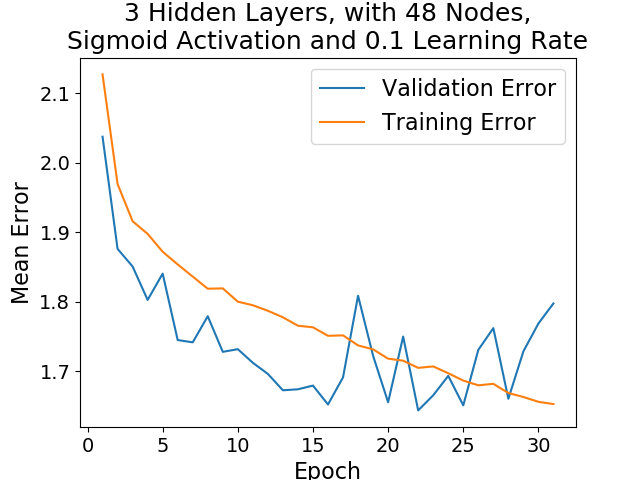 3 Hidden Layers, with 48 Nodes,
Sigmoid Activation and 0.1 Learning Rate
Validation Error
Training Error
2.1
2.0
1.9
1.8
1.7
Mean Error
0 5 10 15 20 25 30
Epoch